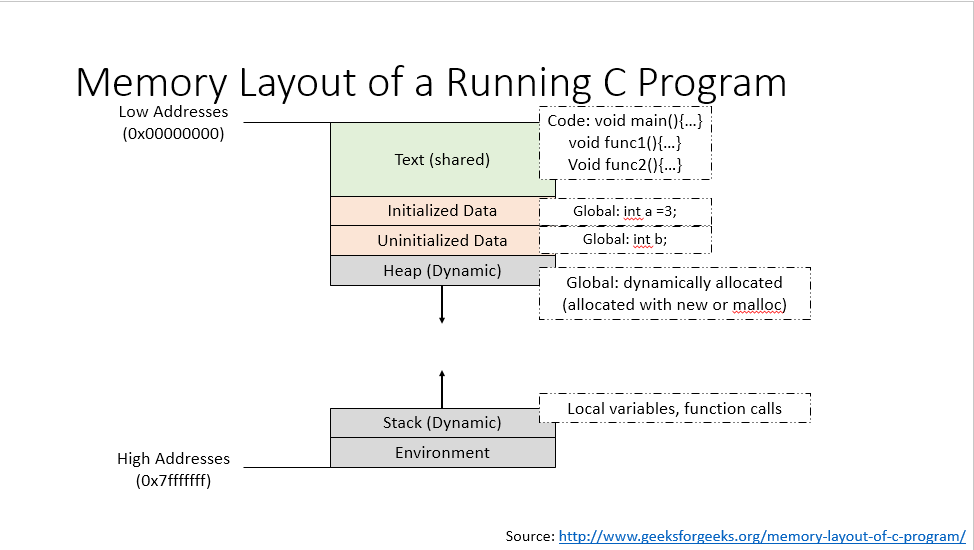 Memory Layout of a Running C Program
Low Addresses
(0x00000000)
Code: void main(){…}
void func1(){…}
Void func2(){…}
Text (shared)
Initialized Data
Global: int a =3;
Uninitialized Data
Global: int b;
Heap (Dynamic)
Global: dynamically allocated
(allocated with new or malloc)
Stack (Dynamic)
Local variables, function calls
Environment
High Addresses
(0x7fffffff)
Source: http://www.geeksforgeeks.org/memory-layout-of-c-program/